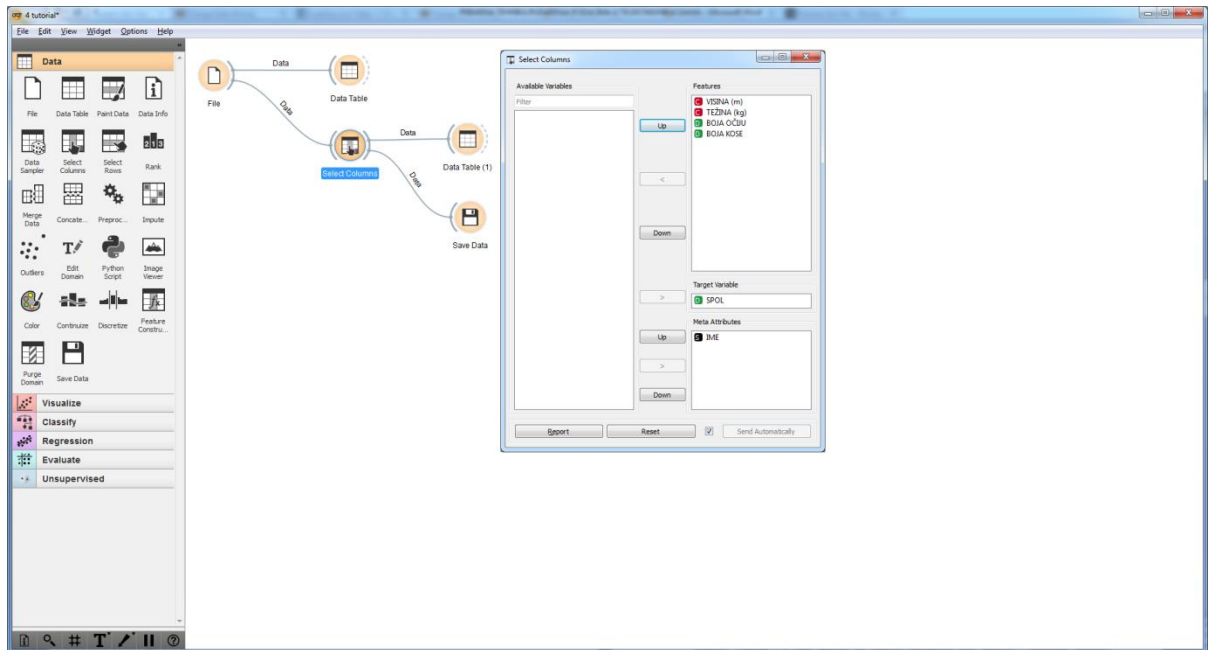 4 tutorial*
File Edit View Widget Options Help
Data
File Data Table Paint Data Data Info
Data Sampler Select Columns Select Rows Rank
Merge Data Concate... Preproc... Impute
Outliers Edit Domain Python Script Image Viewer
Color Continuize Discretize Feature Constru...
Purge Domain Save Data
Visualize
Classify
Regression
Evaluate
Unsupervised
File
Data
Data Table
Data
Select Columns
Data
Data Table (1)
Data
Save Data
Select Columns
Available Variables
Filter
Up
<
Down
>
Up
>
Down
Features
C VISINA (m)
C TEŽINA (kg)
D BOJA OČIJU
D BOJA KOSE
Target Variable
D SPOL
Meta Attributes
S IME
Report Reset Send Automatically